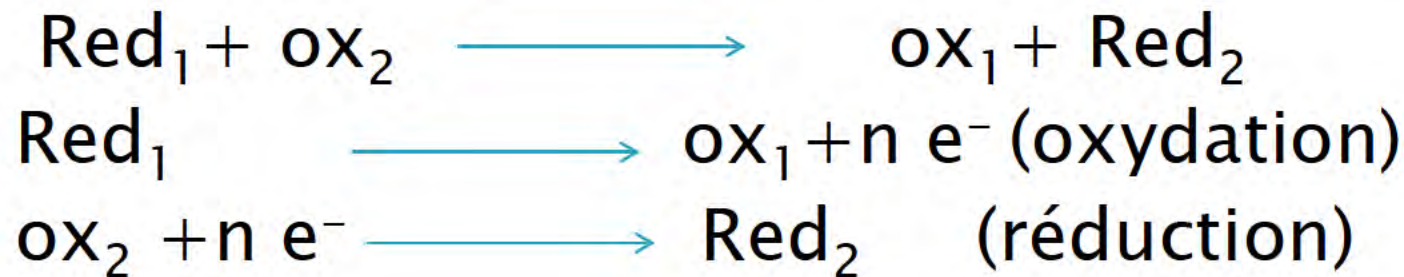 Red₁+ ox₂ ⟶ ox₁+ Red₂
Red₁ ⟶ ox₁+n e⁻ (oxydation)
ox₂ +n e⁻ ⟶ Red₂ (réduction)